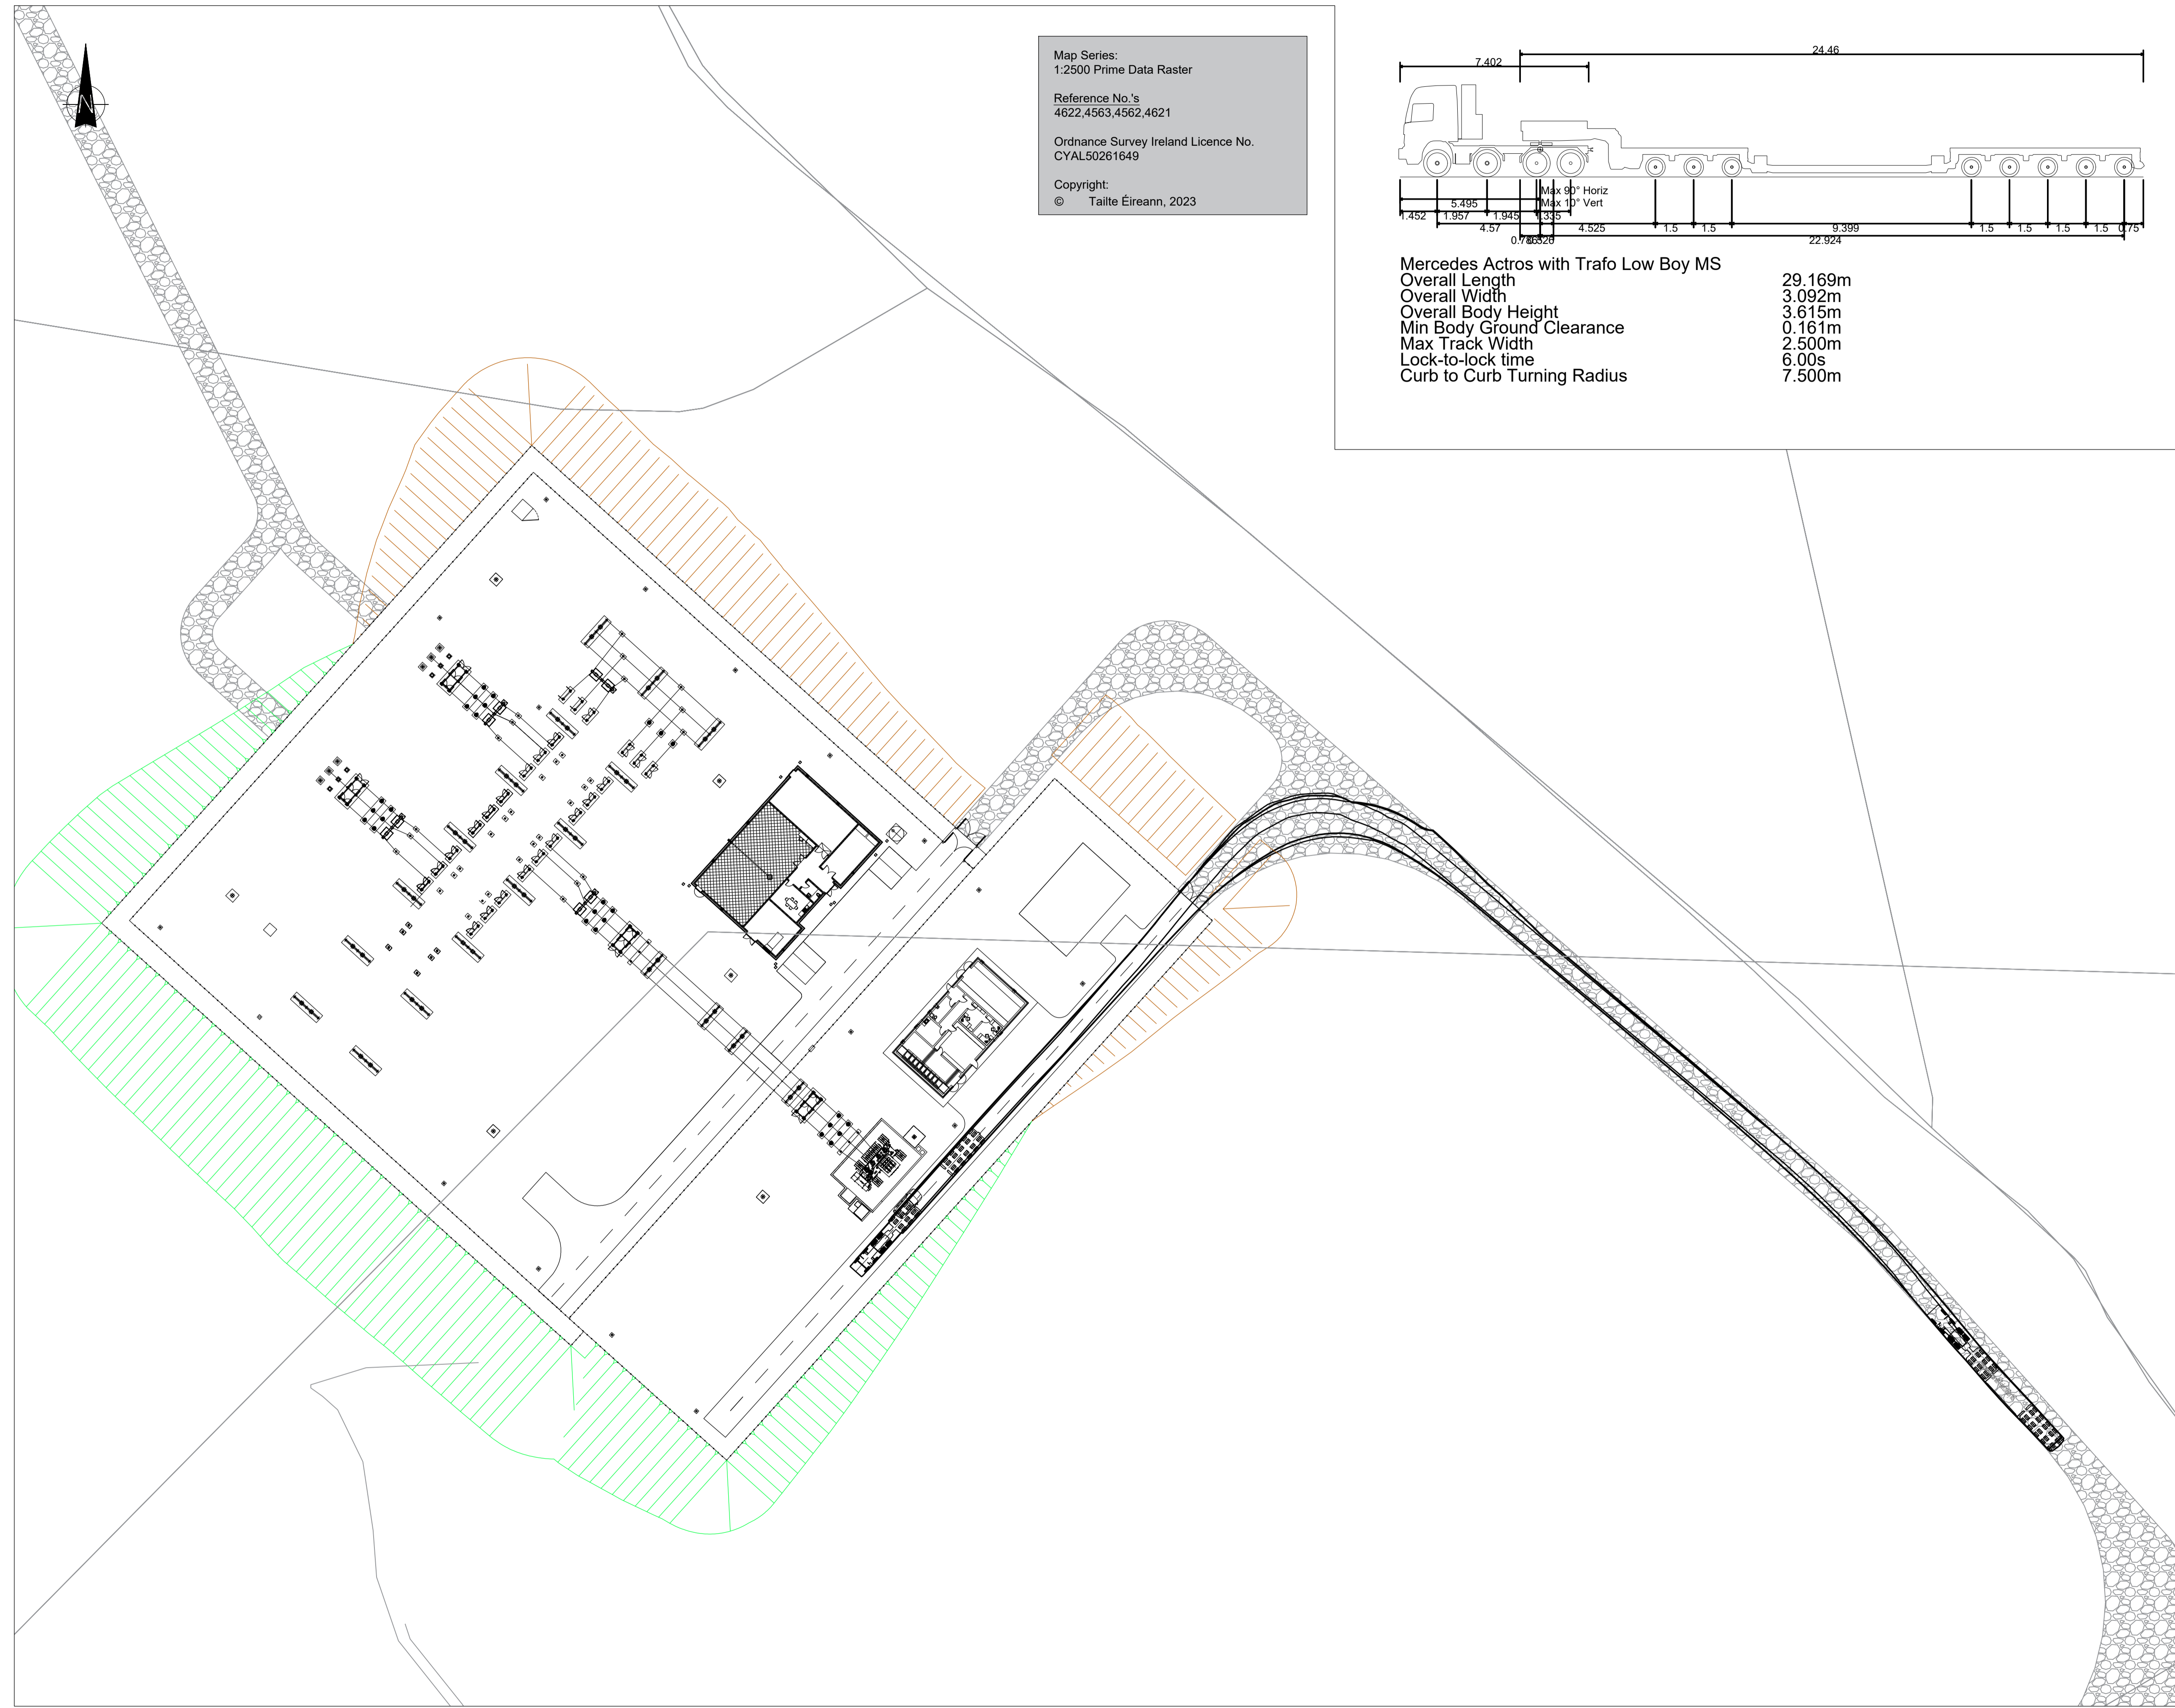 N
Map Series:
1:2500 Prime Data Raster
Reference No.'s
4622,4563,4562,4621
Ordnance Survey Ireland Licence No.
CYAL50261649
Copyright:
© Tailte Éireann, 2023
24.46
7.402
Max 90° Horiz
Max 10° Vert
5.495
1.452 1.957 1.945 1.335
4.57 4.525 1.5 1.5 9.399 1.5 1.5 1.5 1.5 0.75
22.924
Mercedes Actros with Trafo Low Boy MS
Overall Length 29.169m
Overall Width 3.092m
Overall Body Height 3.615m
Min Body Ground Clearance 0.161m
Max Track Width 2.500m
Lock-to-lock time 6.00s
Curb to Curb Turning Radius 7.500m